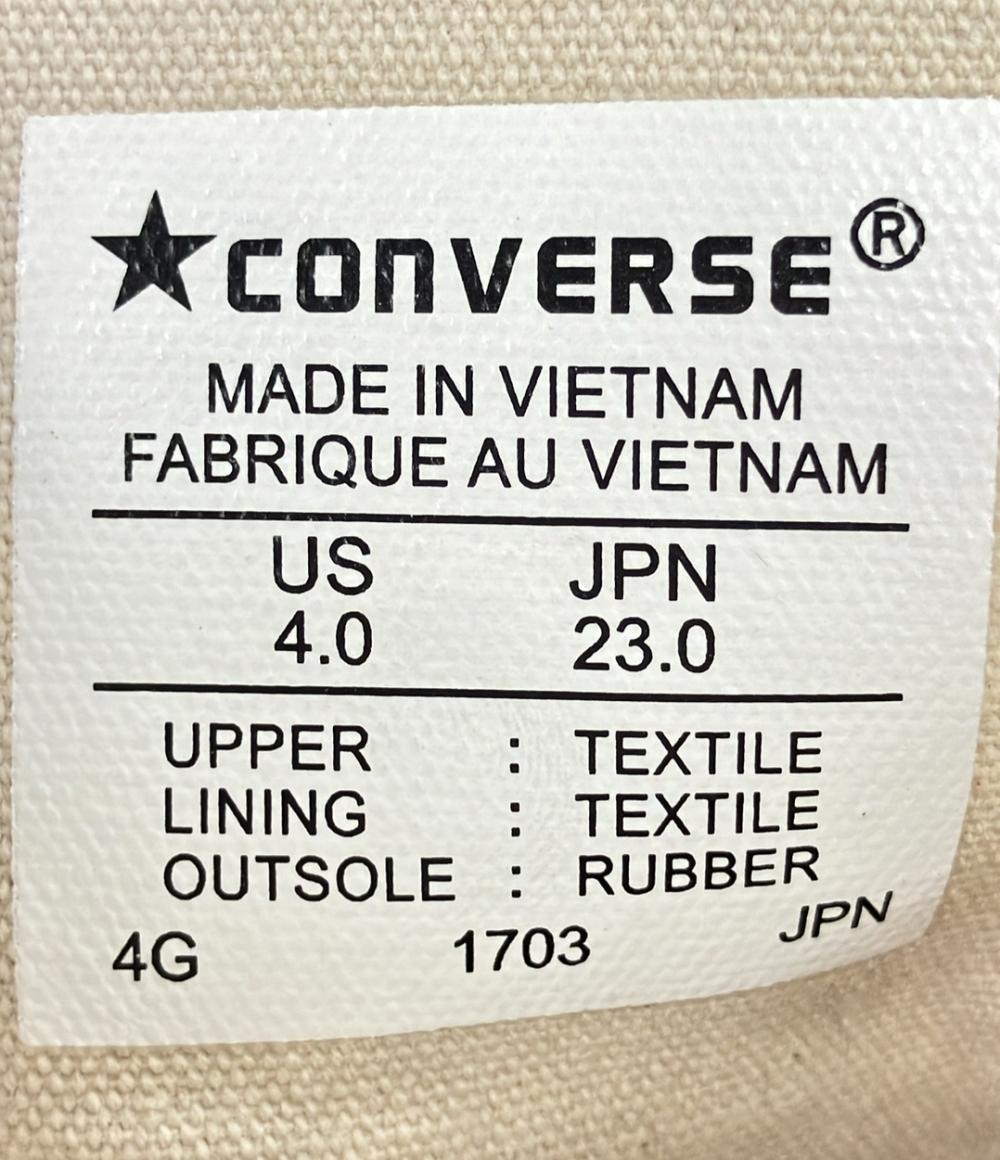 ★CONVERSE®
MADE IN VIETNAM
FABRIQUE AU VIETNAM
US JPN
4.0 23.0
UPPER : TEXTILE
LINING : TEXTILE
OUTSOLE : RUBBER
4G 1703 JPN